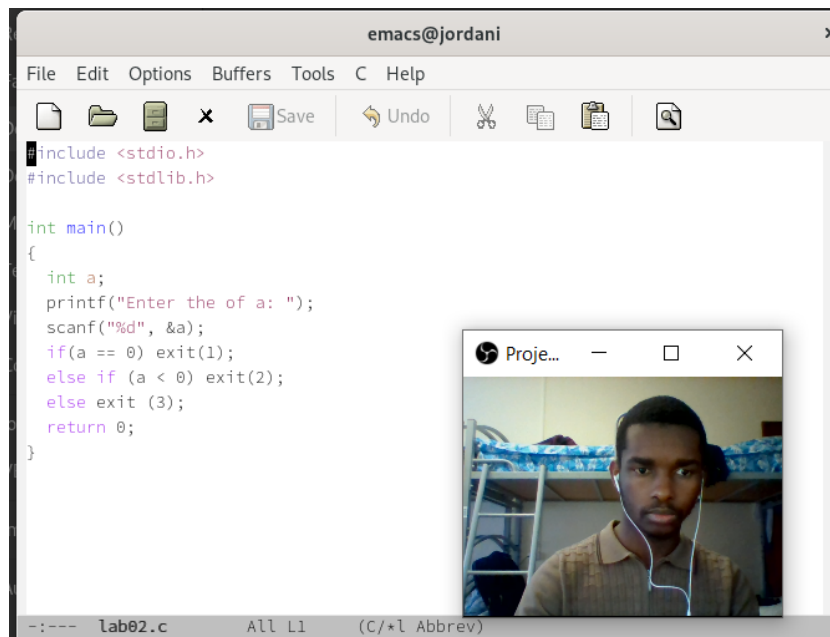 emacs@jordani
File Edit Options Buffers Tools C Help
Save Undo
#include <stdio.h>
#include <stdlib.h>
int main()
{
int a;
printf("Enter the of a: ");
scanf("%d", &a);
if(a == 0) exit(1);
else if (a < 0) exit(2);
else exit (3);
return 0;
}
Proje...
-:--- lab02.c All L1 (C/*l Abbrev)